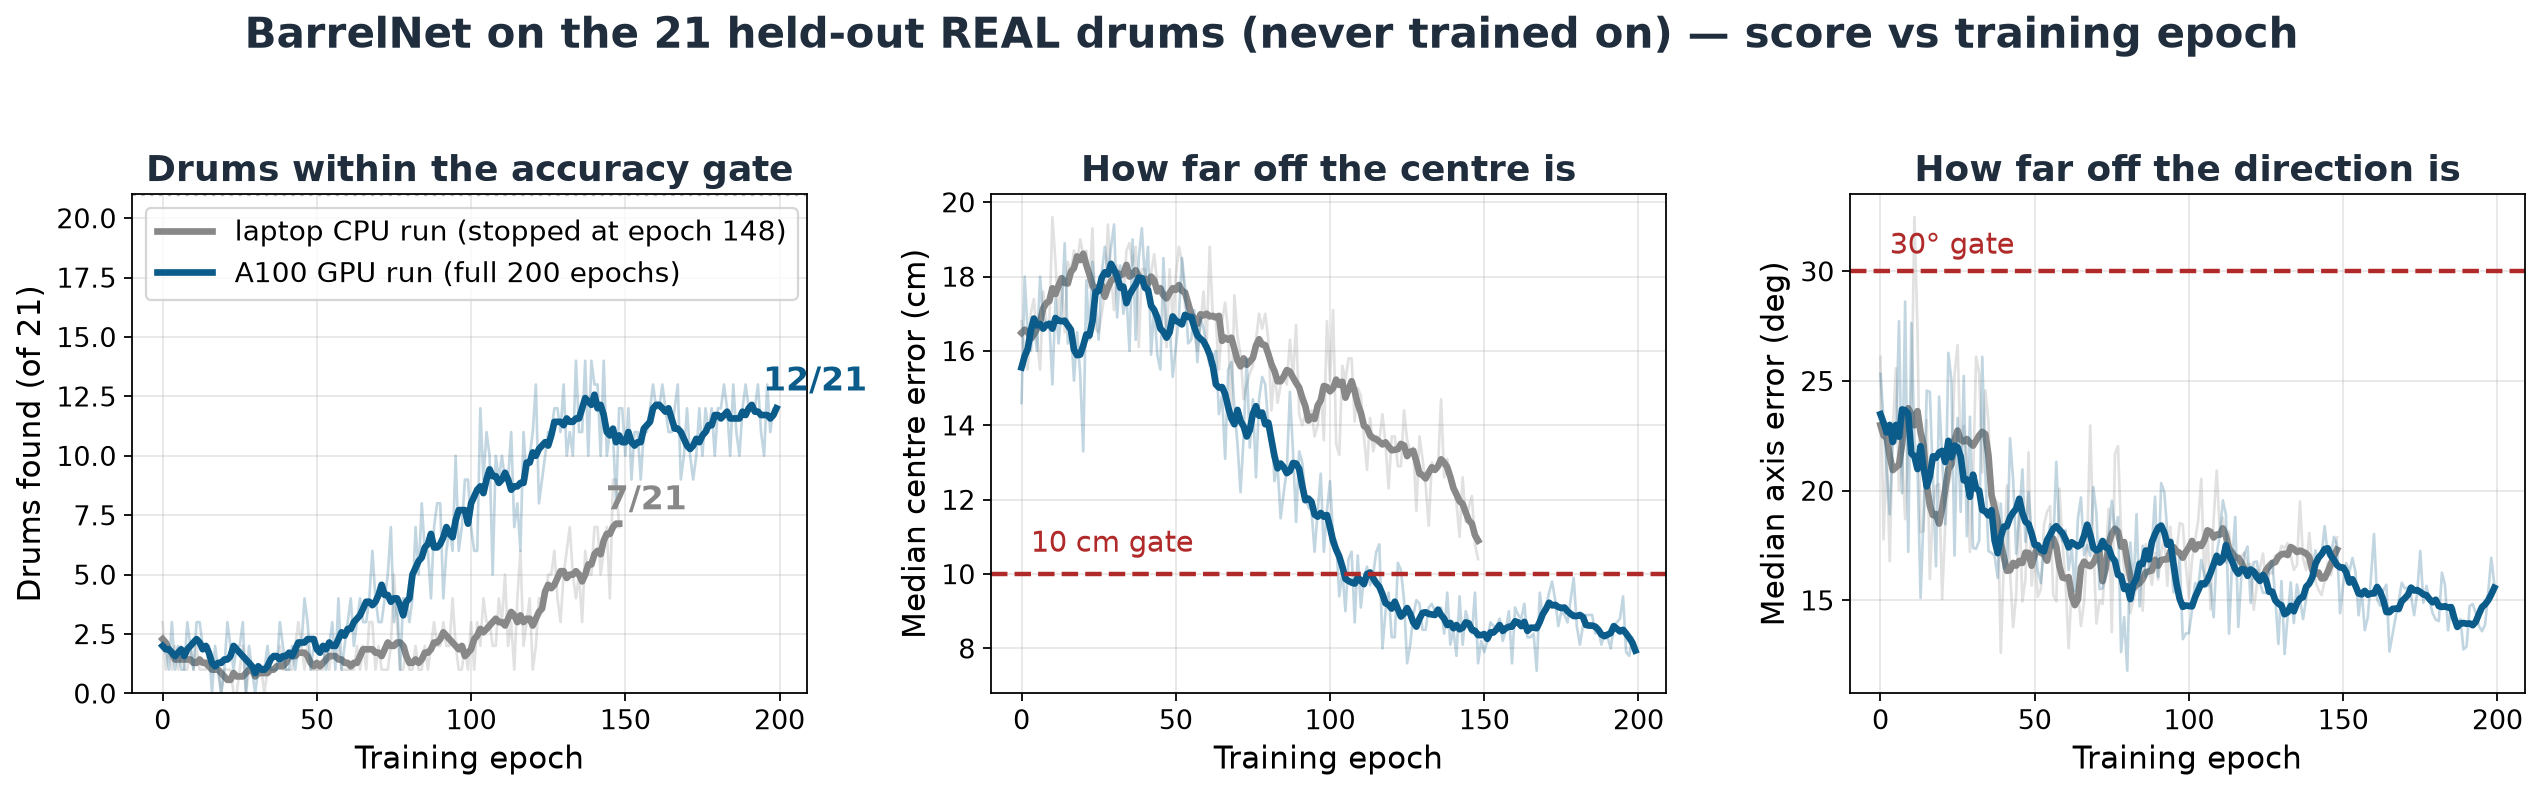 BarrelNet on the 21 held-out REAL drums (never trained on) — score vs training epoch
Drums within the accuracy gate
laptop CPU run (stopped at epoch 148)
A100 GPU run (full 200 epochs)
12/21
7/21
Drums found (of 21)
20.0
17.5
15.0
12.5
10.0
7.5
5.0
2.5
0.0
0
50
100
150
200
Training epoch
How far off the centre is
10 cm gate
Median centre error (cm)
20
18
16
14
12
10
8
0
50
100
150
200
Training epoch
How far off the direction is
30° gate
Median axis error (deg)
30
25
20
15
0
50
100
150
200
Training epoch